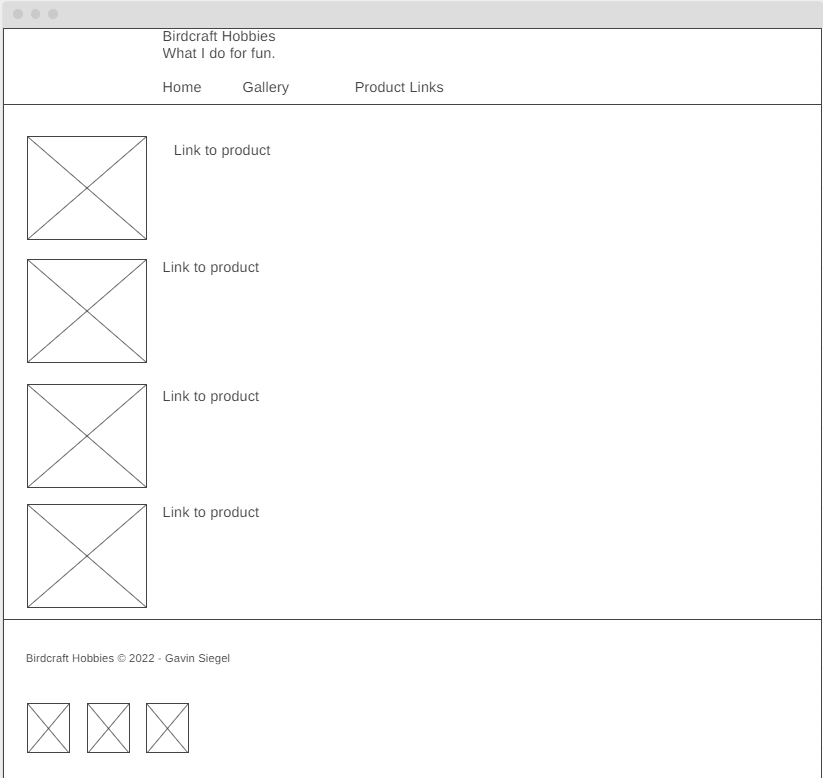 Birdcraft Hobbies
What I do for fun.
Home Gallery Product Links
Link to product
Link to product
Link to product
Link to product
Birdcraft Hobbies © 2022 - Gavin Siegel